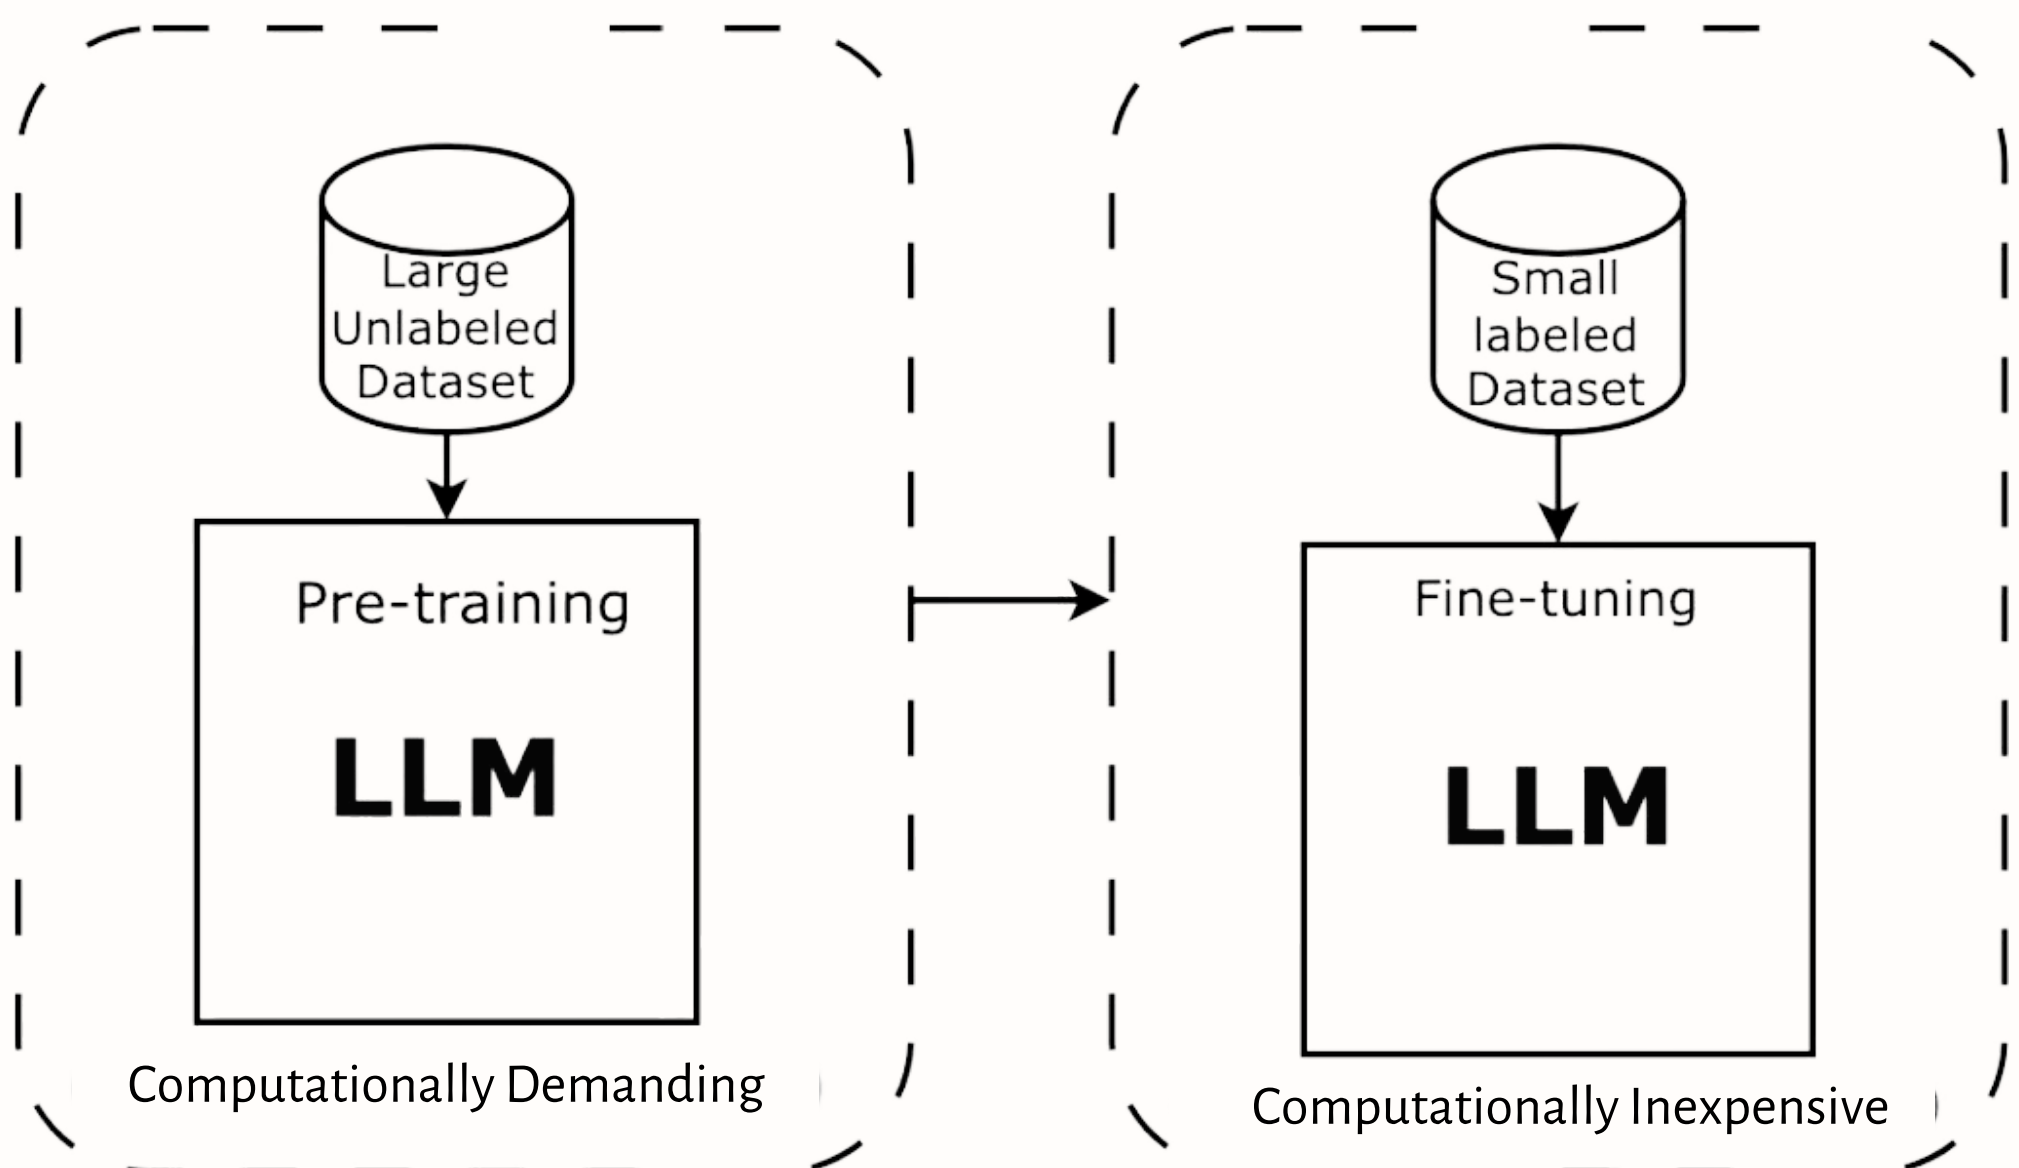 Large
Unlabeled
Dataset
Pre-training
LLM
Computationally Demanding
Small
labeled
Dataset
Fine-tuning
LLM
Computationally Inexpensive